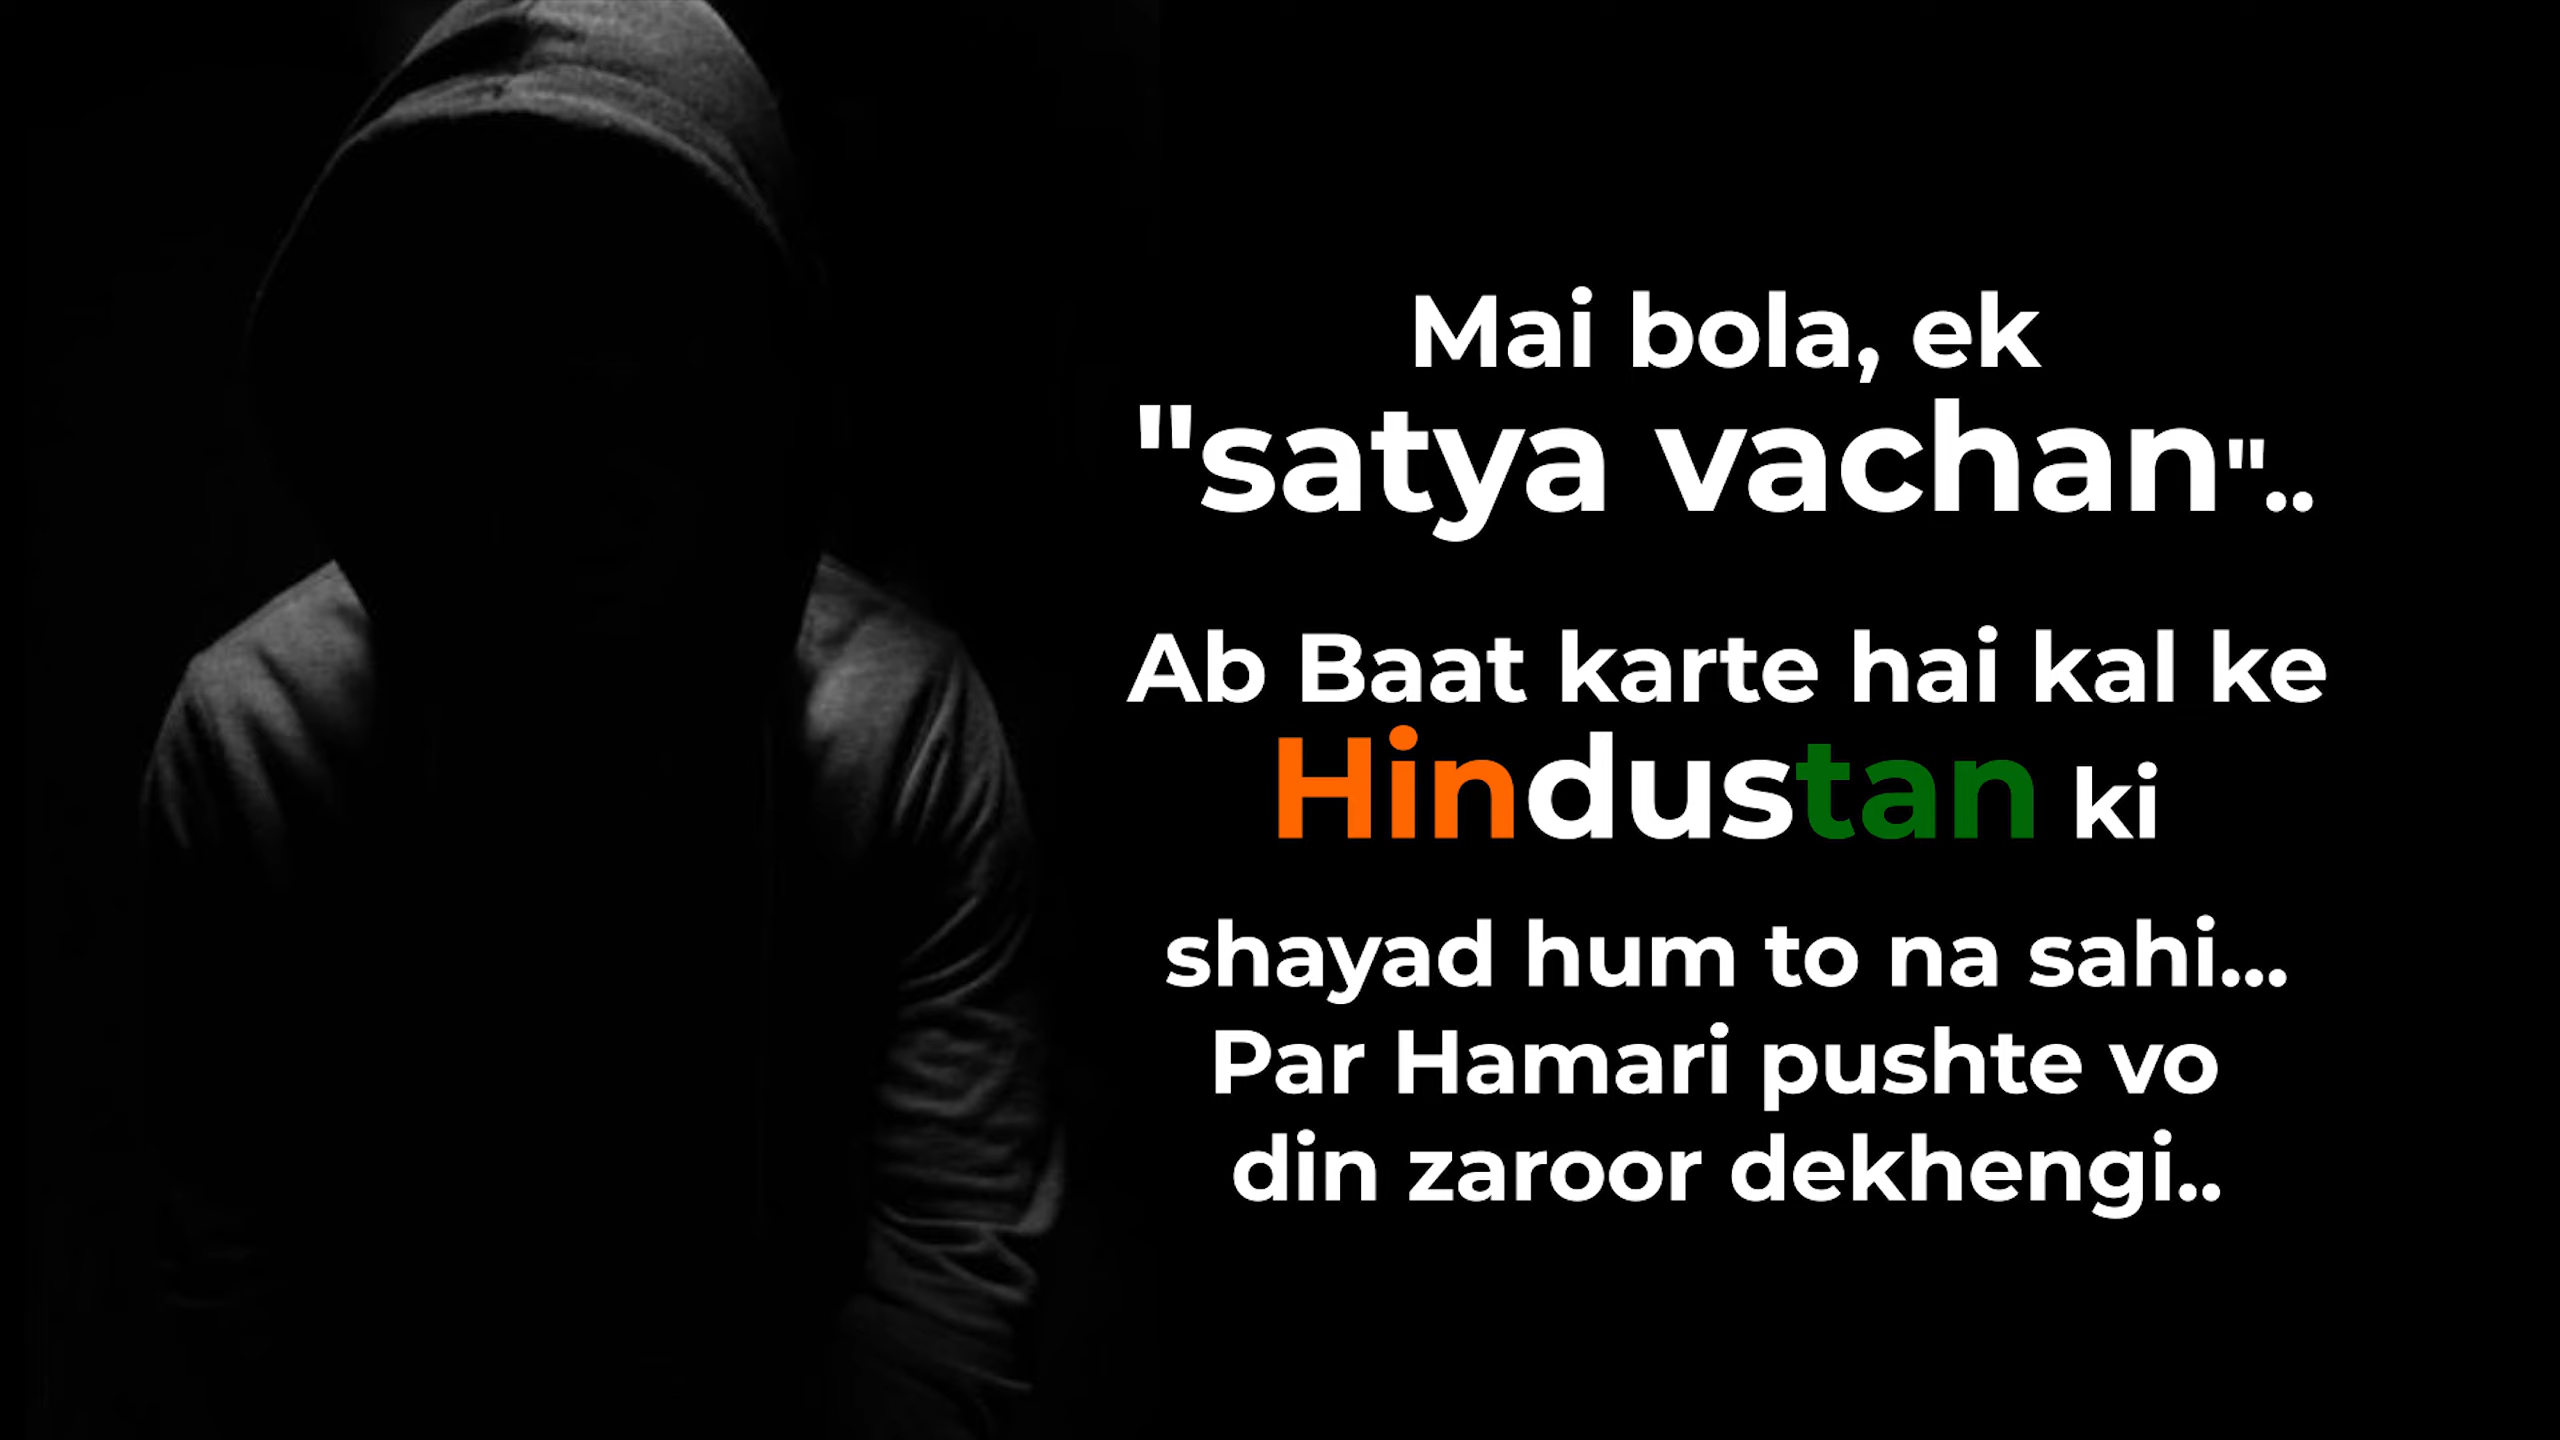 Mai bola, ek
"satya vachan"..
Ab Baat karte hai kal ke
Hindustan ki
shayad hum to na sahi...
Par Hamari pushte vo
din zaroor dekhengi..